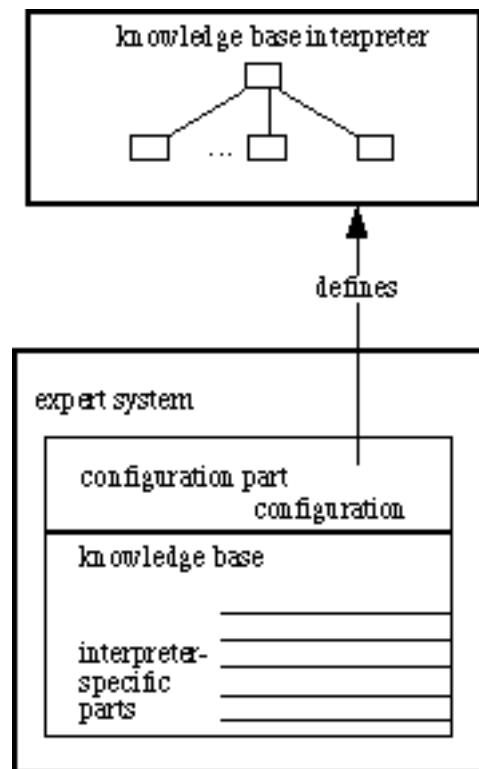 knowledge base interpreter
...
defines
expert system
configuration part
configuration
knowledge base
interpreter-
specific
parts